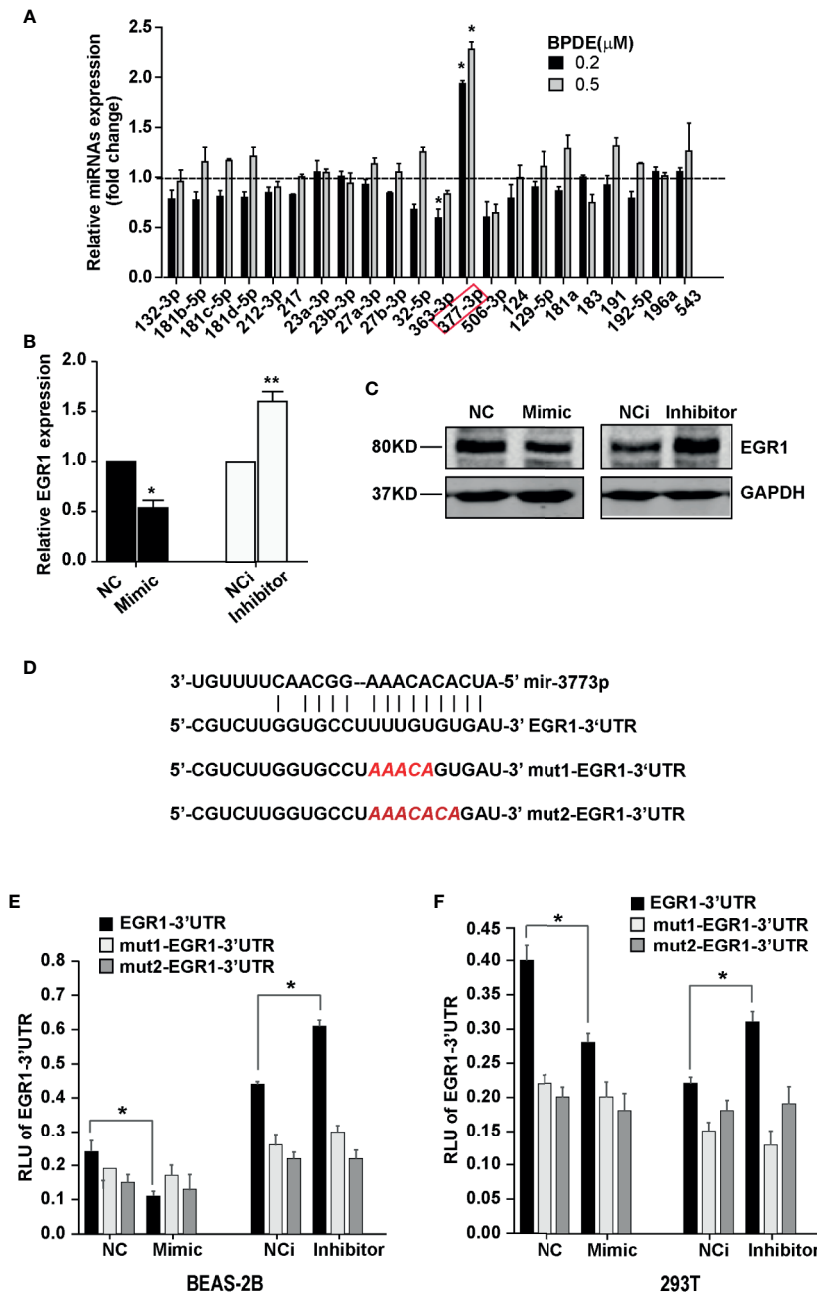 A
Relative miRNAs expression
(fold change)
2.5
2.0
1.5
1.0
0.5
0.0
BPDE(μM)
0.2
0.5
*
*
*
132-3p
181b-5p
181c-5p
181d-5p
212-3p
217
23a-3p
23b-3p
27a-3p
27b-3p
32-5p
363-3p
377-3p
506-3p
124
129-5p
181a
183
191
192-5p
196a
543
B
Relative EGR1 expression
2.0
1.5
1.0
0.5
0.0
*
**
NC
Mimic
NCi
Inhibitor
C
NC Mimic NCi Inhibitor
80KD EGR1
37KD GAPDH
D
3'-UGUUUUCAACGG--AAACACACUA-5' mir-3773p
5'-CGUCUUGGUGCCUUUUGUGUGAU-3' EGR1-3'UTR
5'-CGUCUUGGUGCCUAAACAGUGAU-3' mut1-EGR1-3'UTR
5'-CGUCUUGGUGCCUAAACACAGAU-3' mut2-EGR1-3'UTR
E
EGR1-3'UTR
mut1-EGR1-3'UTR
mut2-EGR1-3'UTR
RLU of EGR1-3'UTR
0.8
0.7
0.6
0.5
0.4
0.3
0.2
0.1
0.0
*
*
NC Mimic NCi Inhibitor
BEAS-2B
F
EGR1-3'UTR
mut1-EGR1-3'UTR
mut2-EGR1-3'UTR
RLU of EGR1-3'UTR
0.45
0.40
0.35
0.30
0.25
0.20
0.15
0.10
0.05
0.00
*
*
NC Mimic NCi Inhibitor
293T